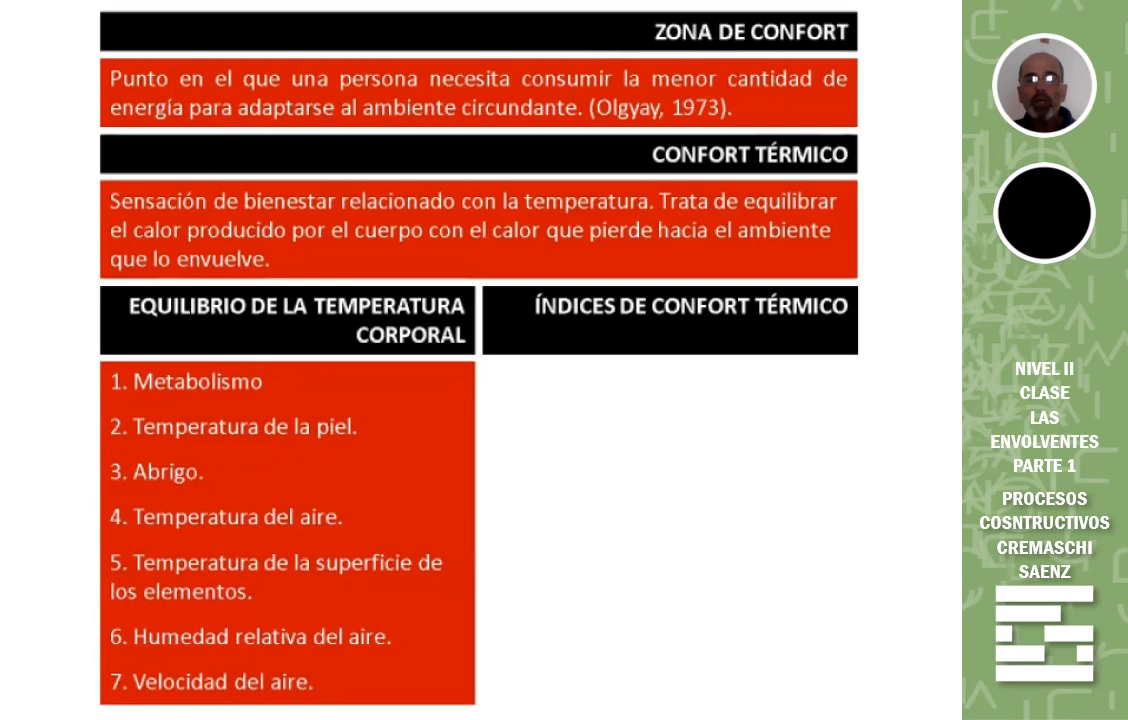 ZONA DE CONFORT
Punto en el que una persona necesita consumir la menor cantidad de
energía para adaptarse al ambiente circundante. (Olgyay, 1973).
CONFORT TÉRMICO
Sensación de bienestar relacionado con la temperatura. Trata de equilibrar
el calor producido por el cuerpo con el calor que pierde hacia el ambiente
que lo envuelve.
EQUILIBRIO DE LA TEMPERATURA
CORPORAL
1. Metabolismo
2. Temperatura de la piel.
3. Abrigo.
4. Temperatura del aire.
5. Temperatura de la superficie de
los elementos.
6. Humedad relativa del aire.
7. Velocidad del aire.
ÍNDICES DE CONFORT TÉRMICO
NIVEL II
CLASE
LAS
ENVOLVENTES
PARTE 1
PROCESOS
COSNTRUCTIVOS
CREMASCHI
SAENZ